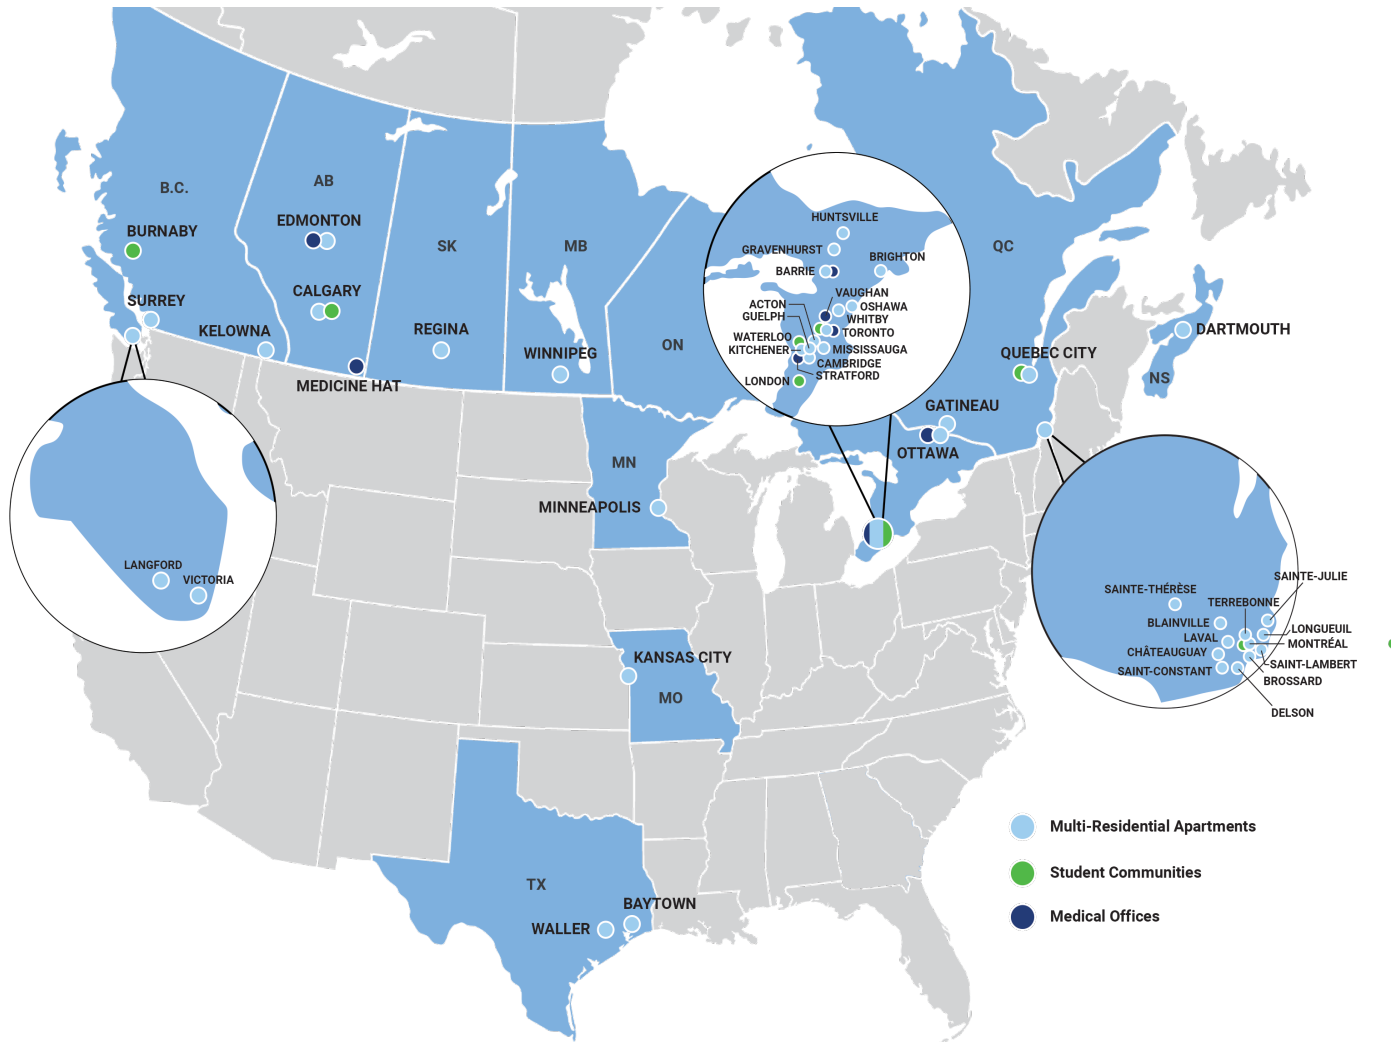 B.C.
AB
SK
MB
ON
QC
NS
BURNABY
EDMONTON
CALGARY
SURREY
KELOWNA
MEDICINE HAT
REGINA
WINNIPEG
HUNTSVILLE
GRAVENHURST
BRIGHTON
BARRIE
VAUGHAN
ACTON
OSHAWA
GUELPH
WHITBY
TORONTO
WATERLOO
KITCHENER
MISSISSAUGA
CAMBRIDGE
STRATFORD
LONDON
DARTMOUTH
QUEBEC CITY
GATINEAU
OTTAWA
MN
MINNEAPOLIS
LANGFORD
VICTORIA
SAINTE-JULIE
SAINTE-THÉRÈSE
TERREBONNE
BLAINVILLE
LONGUEUIL
LAVAL
MONTRÉAL
CHÂTEAUGUAY
SAINT-LAMBERT
SAINT-CONSTANT
BROSSARD
DELSON
KANSAS CITY
MO
TX
BAYTOWN
WALLER
Multi-Residential Apartments
Student Communities
Medical Offices